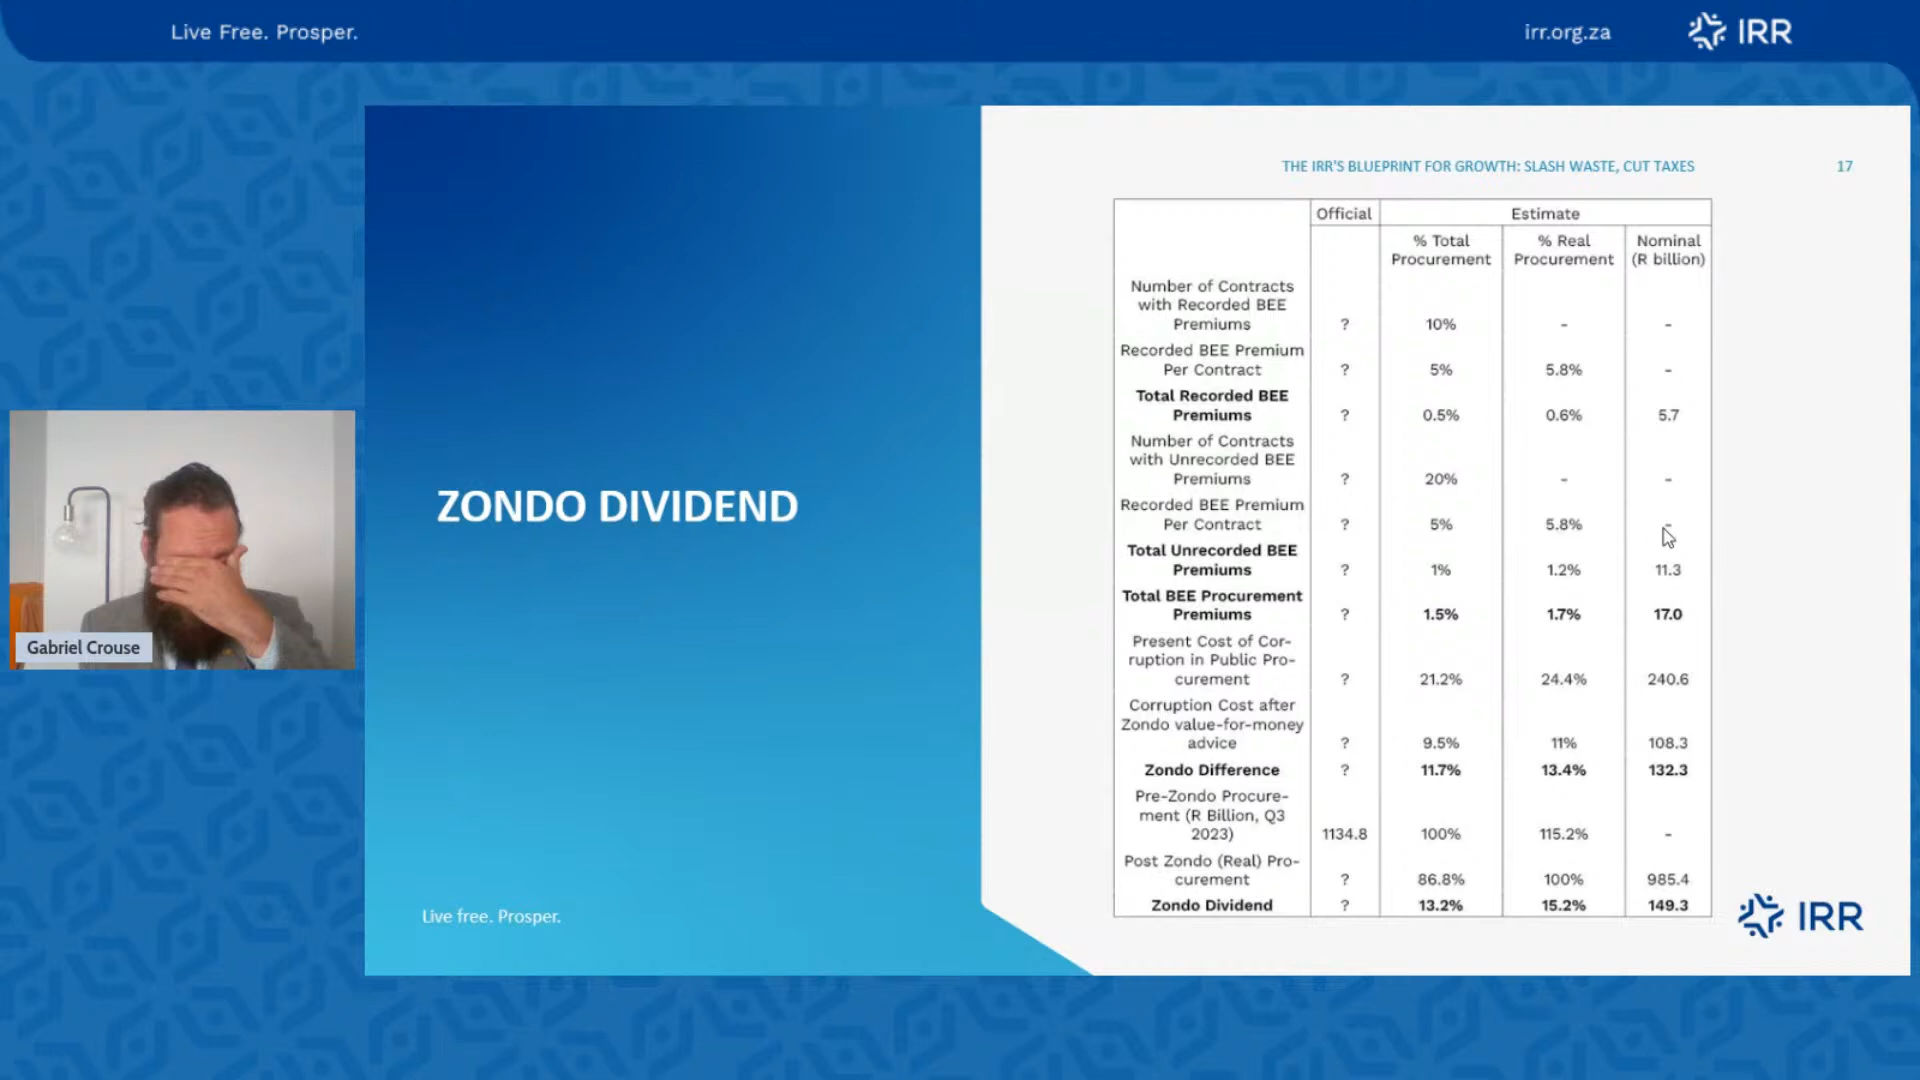 Live Free. Prosper.
irr.org.za
IRR
THE IRR'S BLUEPRINT FOR GROWTH: SLASH WASTE, CUT TAXES
17
ZONDO DIVIDEND
Live free. Prosper.
Gabriel Crouse
Official
Estimate
% Total
Procurement
% Real
Procurement
Nominal
(R billion)
Number of Contracts
with Recorded BEE
Premiums ? 10% - -
Recorded BEE Premium
Per Contract ? 5% 5.8% -
Total Recorded BEE
Premiums ? 0.5% 0.6% 5.7
Number of Contracts
with Unrecorded BEE
Premiums ? 20% - -
Recorded BEE Premium
Per Contract ? 5% 5.8% -
Total Unrecorded BEE
Premiums ? 1% 1.2% 11.3
Total BEE Procurement
Premiums ? 1.5% 1.7% 17.0
Present Cost of Cor-
ruption in Public Pro-
curement ? 21.2% 24.4% 240.6
Corruption Cost after
Zondo value-for-money
advice ? 9.5% 11% 108.3
Zondo Difference ? 11.7% 13.4% 132.3
Pre-Zondo Procure-
ment (R Billion, Q3
2023) 1134.8 100% 115.2% -
Post Zondo (Real) Pro-
curement ? 86.8% 100% 985.4
Zondo Dividend ? 13.2% 15.2% 149.3
IRR